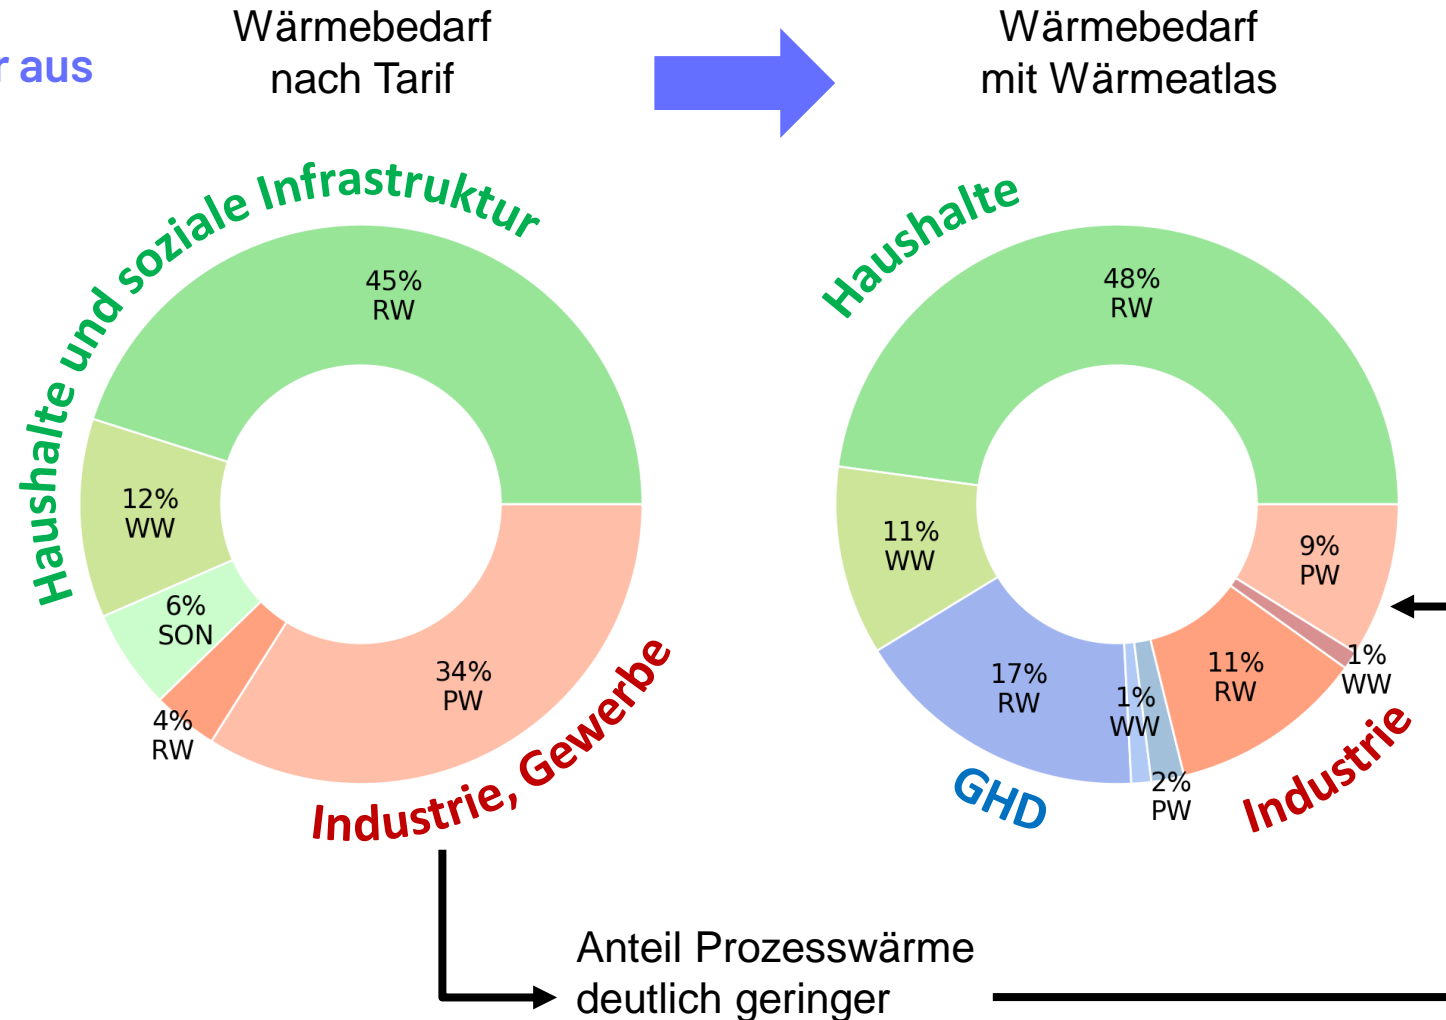 r aus
Wärmebedarf
nach Tarif
Wärmebedarf
mit Wärmeatlas
Haushalte und soziale Infrastruktur
45%
RW
12%
WW
6%
SON
4%
RW
34%
PW
Industrie, Gewerbe
Haushalte
48%
RW
11%
WW
17%
RW
1%
WW
2%
PW
11%
RW
1%
WW
9%
PW
GHD
Industrie
Anteil Prozesswärme
deutlich geringer